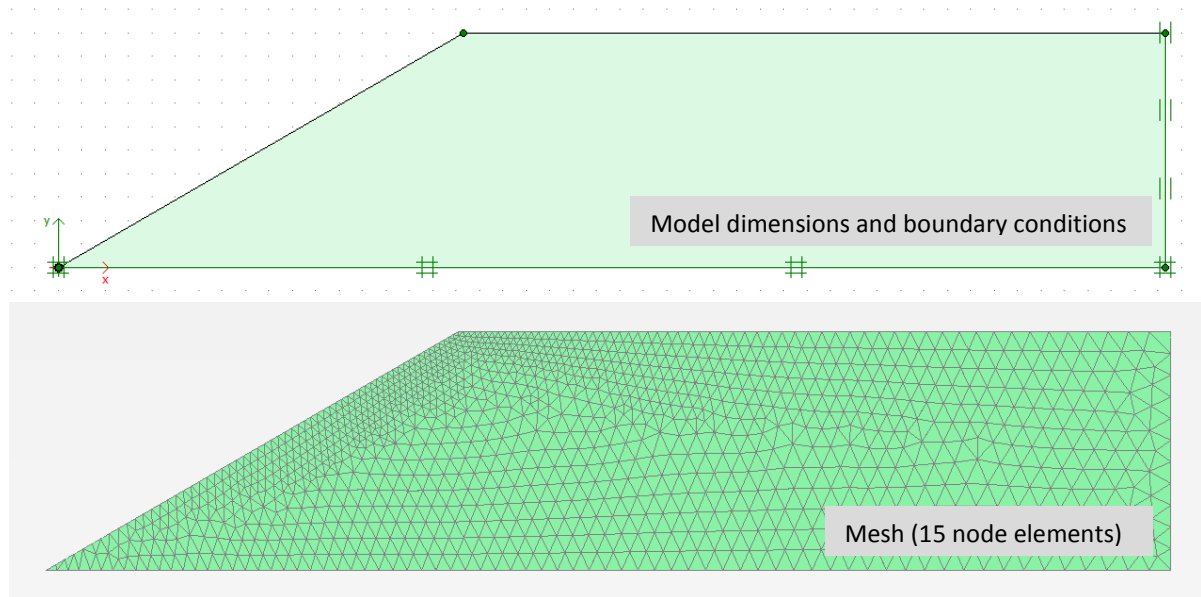 Model dimensions and boundary conditions
y
x
Mesh (15 node elements)